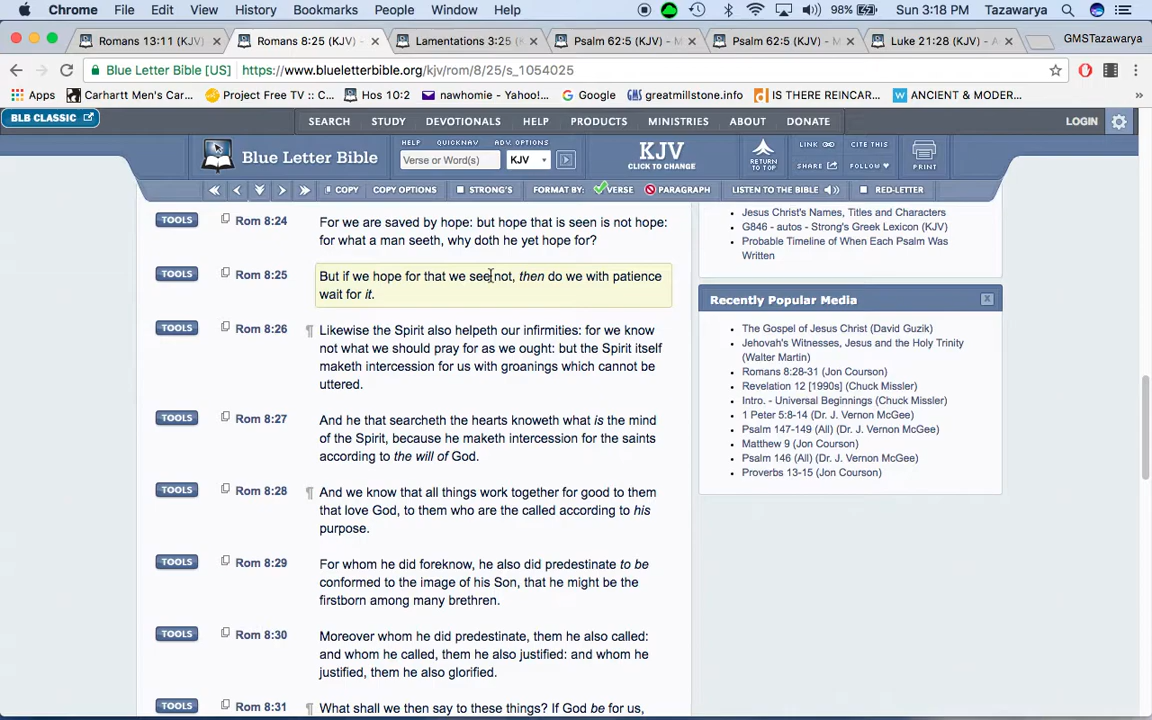 Chrome File Edit View History Bookmarks People Window Help 98% Sun 3:18 PM Tazawarya
Romans 13:11 (KJV) × Romans 8:25 (KJV) - × Lamentations 3:25 (KJV) × Psalm 62:5 (KJV) - M × Psalm 62:5 (KJV) - M × Luke 21:28 (KJV) - A × GMSTazawarya
Blue Letter Bible [US] https://www.blueletterbible.org/kjv/rom/8/25/s_1054025
Apps Carhartt Men's Car... Project Free TV :: C... Hos 10:2 nawhomie - Yahoo!... Google GMS greatmillstone.info IS THERE REINCAR... ANCIENT & MODER... »
BLB CLASSIC SEARCH STUDY DEVOTIONALS HELP PRODUCTS MINISTRIES ABOUT DONATE LOGIN
HELP QUICKNAV ADV. OPTIONS
Blue Letter Bible Verse or Word(s) KJV KJV
CLICK TO CHANGE
RETURN TO TOP LINK CITE THIS SHARE FOLLOW PRINT
COPY COPY OPTIONS STRONG'S FORMAT BY: VERSE PARAGRAPH LISTEN TO THE BIBLE RED-LETTER
TOOLS Rom 8:24 For we are saved by hope: but hope that is seen is not hope:
for what a man seeth, why doth he yet hope for?
TOOLS Rom 8:25 But if we hope for that we see not, then do we with patience
wait for it.
TOOLS Rom 8:26 ¶ Likewise the Spirit also helpeth our infirmities: for we know
not what we should pray for as we ought: but the Spirit itself
maketh intercession for us with groanings which cannot be
uttered.
TOOLS Rom 8:27 And he that searcheth the hearts knoweth what is the mind
of the Spirit, because he maketh intercession for the saints
according to the will of God.
TOOLS Rom 8:28 ¶ And we know that all things work together for good to them
that love God, to them who are the called according to his
purpose.
TOOLS Rom 8:29 For whom he did foreknow, he also did predestinate to be
conformed to the image of his Son, that he might be the
firstborn among many brethren.
TOOLS Rom 8:30 Moreover whom he did predestinate, them he also called:
and whom he called, them he also justified: and whom he
justified, them he also glorified.
TOOLS Rom 8:31 ¶ What shall we then say to these things? If God be for us,
Jesus Christ's Names, Titles and Characters
G846 - autos - Strong's Greek Lexicon (KJV)
Probable Timeline of When Each Psalm Was
Written
Recently Popular Media
The Gospel of Jesus Christ (David Guzik)
Jehovah's Witnesses, Jesus and the Holy Trinity
(Walter Martin)
Romans 8:28-31 (Jon Courson)
Revelation 12 [1990s] (Chuck Missler)
Intro. - Universal Beginnings (Chuck Missler)
1 Peter 5:8-14 (Dr. J. Vernon McGee)
Psalm 147-149 (All) (Dr. J. Vernon McGee)
Matthew 9 (Jon Courson)
Psalm 146 (All) (Dr. J. Vernon McGee)
Proverbs 13-15 (Jon Courson)